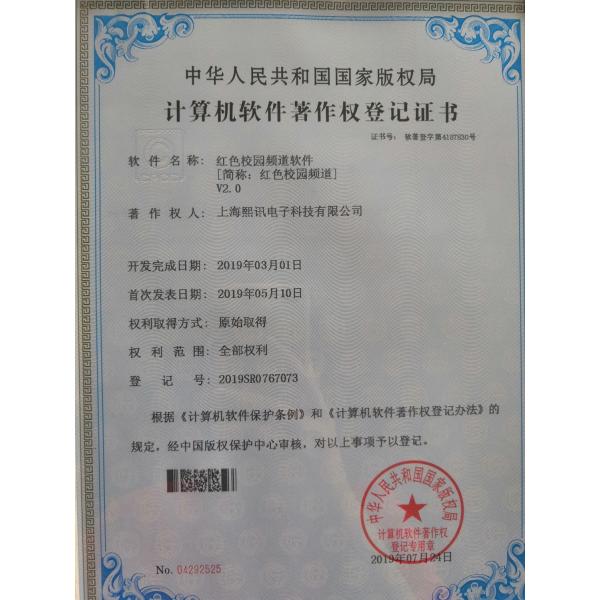 中华人民共和国国家版权局
计算机软件著作权登记证书
证书号： 软著登字第4187830号
软件名称： 红色校园频道软件
[简称：红色校园频道]
V2.0
著作权人： 上海熙讯电子科技有限公司
开发完成日期： 2019年03月01日
首次发表日期： 2019年05月10日
权利取得方式： 原始取得
权利范围： 全部权利
登记号： 2019SR0767073
根据《计算机软件保护条例》和《计算机软件著作权登记办法》的
规定，经中国版权保护中心审核，对以上事项予以登记。
中华人民共和国国家版权局
计算机软件著作权
登记专用章
2019年07月24日
No. 04292525